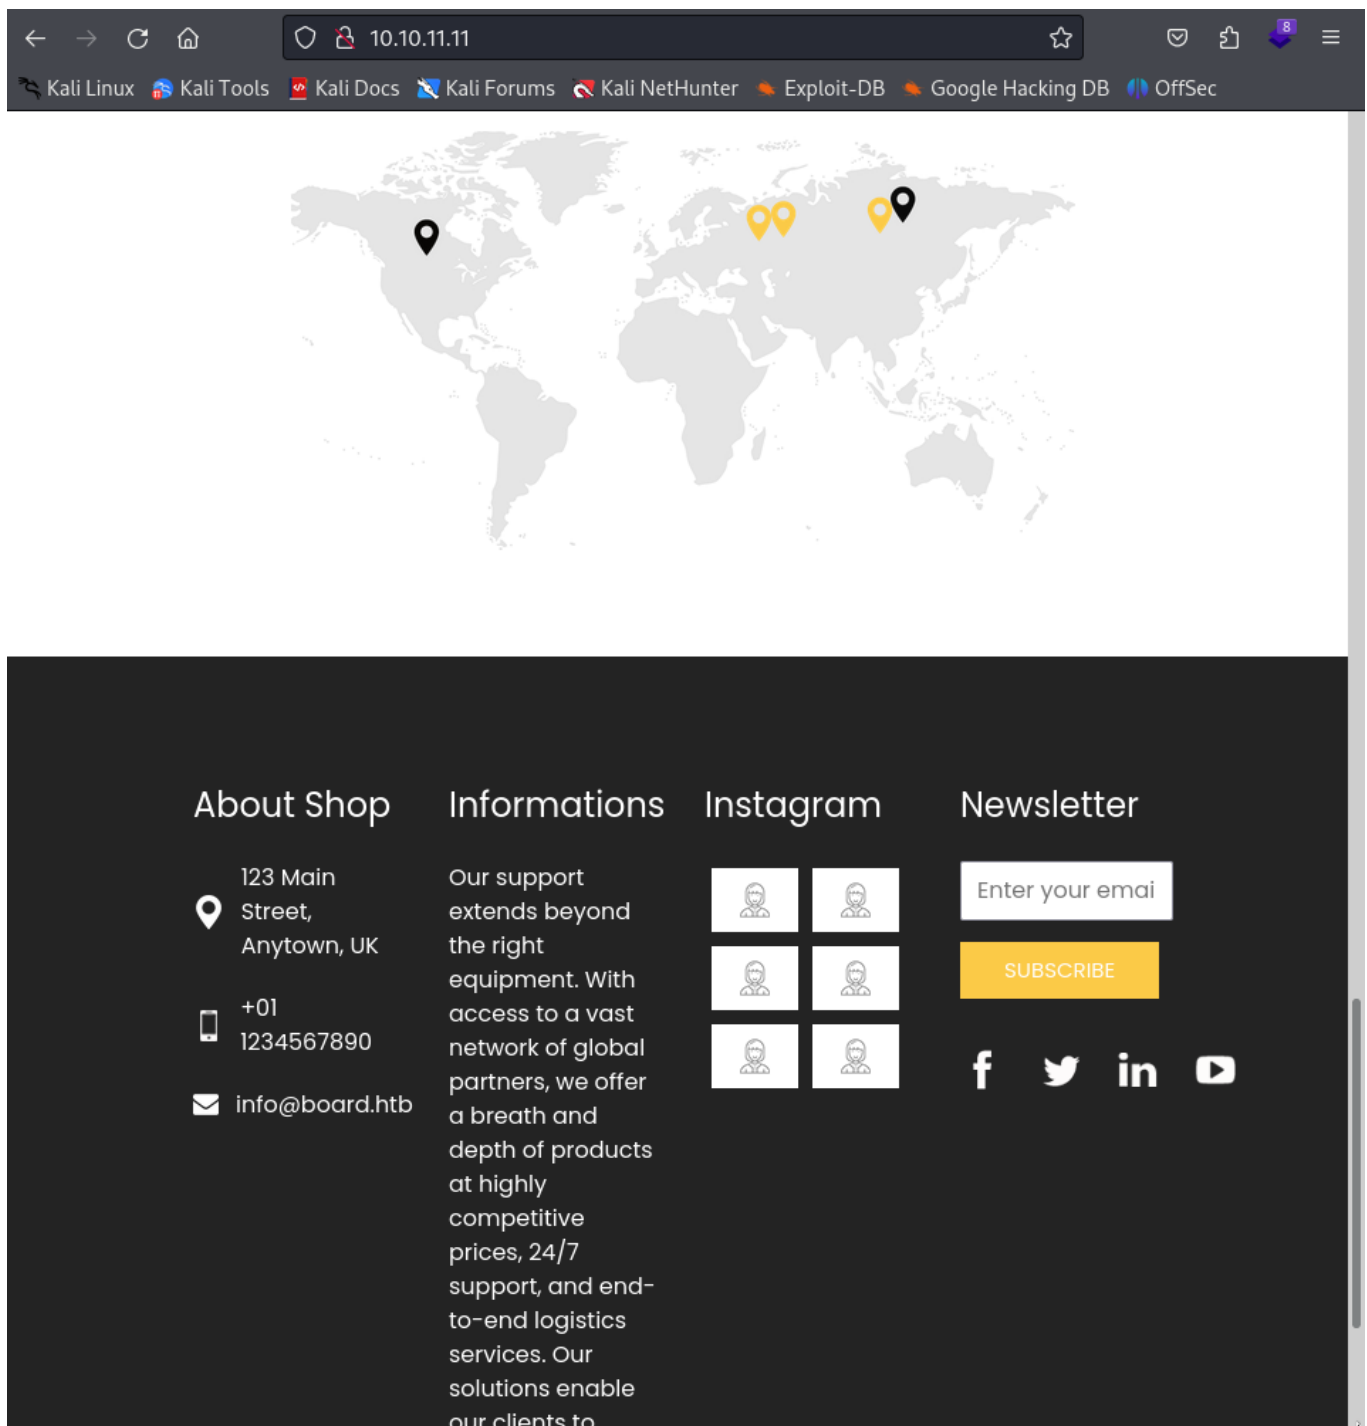 10.10.11.11
8
Kali Linux Kali Tools Kali Docs Kali Forums Kali NetHunter Exploit-DB Google Hacking DB OffSec
About Shop
123 Main
Street,
Anytown, UK
+01
1234567890
info@board.htb
Informations
Our support
extends beyond
the right
equipment. With
access to a vast
network of global
partners, we offer
a breath and
depth of products
at highly
competitive
prices, 24/7
support, and end-
to-end logistics
services. Our
solutions enable
our clients to
Instagram
Newsletter
Enter your emai
SUBSCRIBE